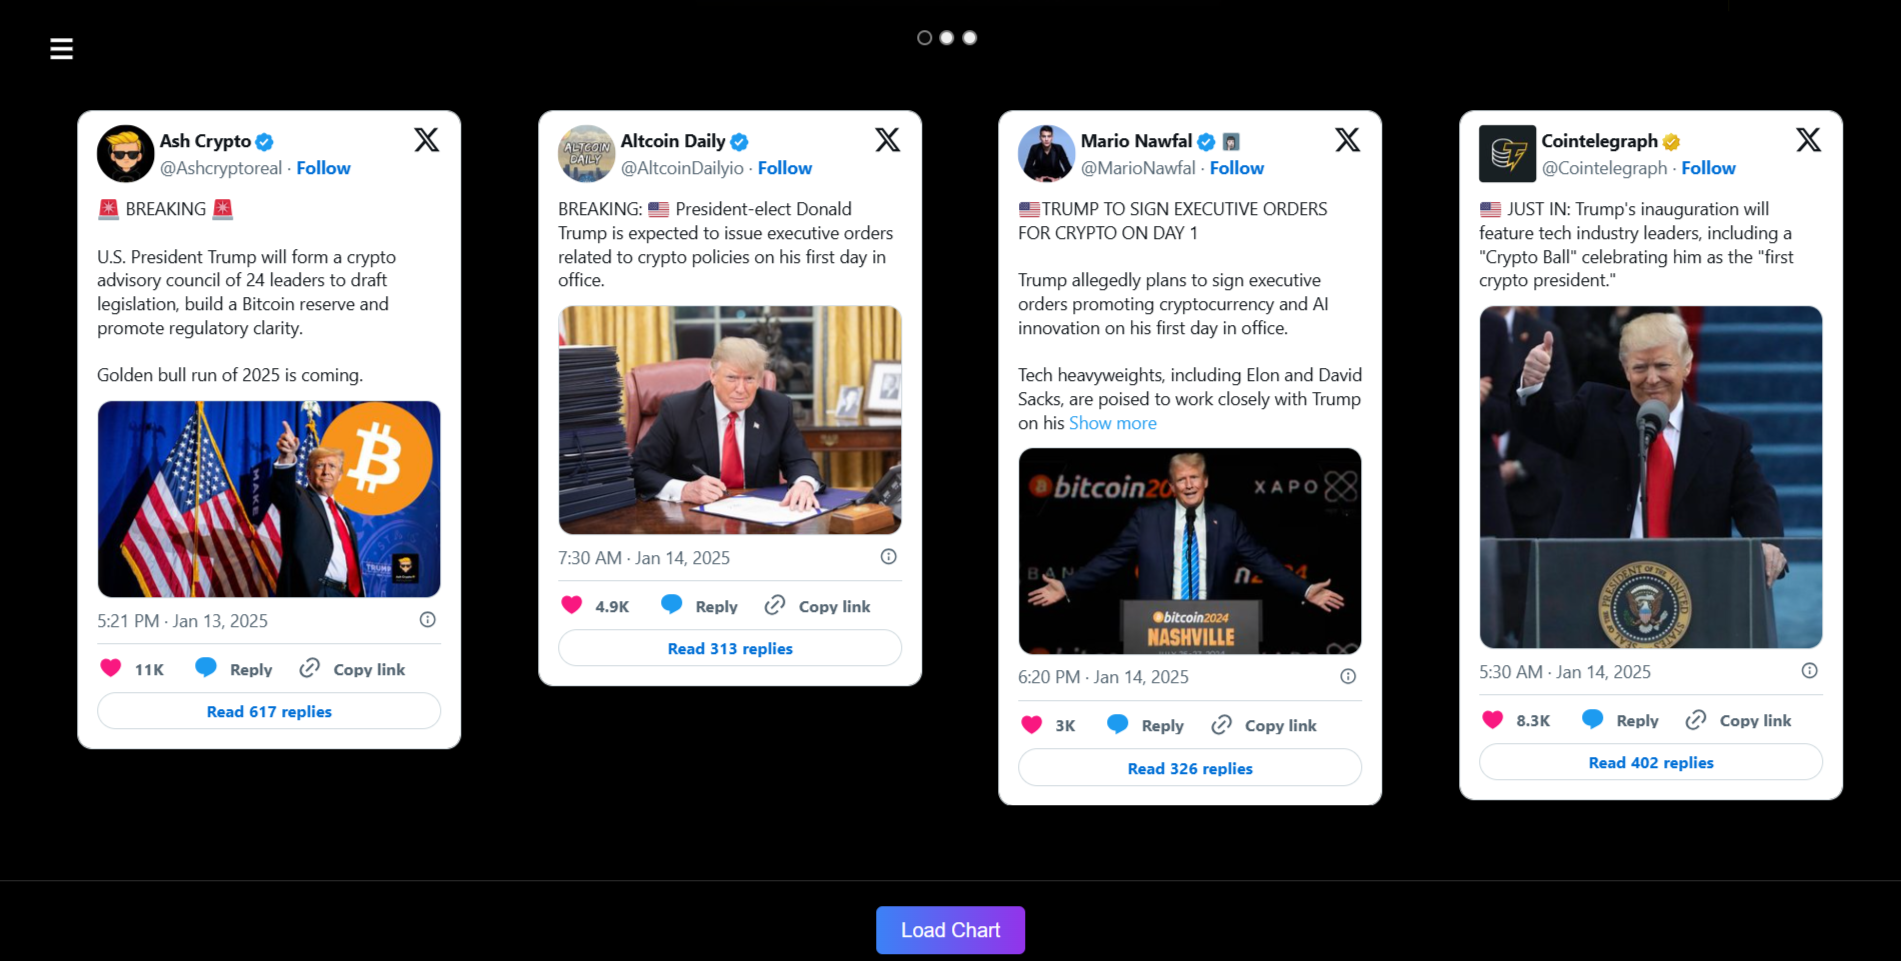 Ash Crypto
@Ashcryptoreal · Follow
🚨 BREAKING 🚨
U.S. President Trump will form a crypto
advisory council of 24 leaders to draft
legislation, build a Bitcoin reserve and
promote regulatory clarity.
Golden bull run of 2025 is coming.
MAKE
TRUMP
5:21 PM · Jan 13, 2025
11K Reply Copy link
Read 617 replies
Altcoin Daily
@AltcoinDailyio · Follow
ALTCOIN
DAILY
BREAKING: 🇺🇸 President-elect Donald
Trump is expected to issue executive orders
related to crypto policies on his first day in
office.
7:30 AM · Jan 14, 2025
4.9K Reply Copy link
Read 313 replies
Mario Nawfal
@MarioNawfal · Follow
🇺🇸TRUMP TO SIGN EXECUTIVE ORDERS
FOR CRYPTO ON DAY 1
Trump allegedly plans to sign executive
orders promoting cryptocurrency and AI
innovation on his first day in office.
Tech heavyweights, including Elon and David
Sacks, are poised to work closely with Trump
on his Show more
bitcoin20 XAPO
bitcoin2024
NASHVILLE
6:20 PM · Jan 14, 2025
3K Reply Copy link
Read 326 replies
Cointelegraph
@Cointelegraph · Follow
🇺🇸 JUST IN: Trump's inauguration will
feature tech industry leaders, including a
"Crypto Ball" celebrating him as the "first
crypto president."
PRESIDENT OF THE UNITED STATES
5:30 AM · Jan 14, 2025
8.3K Reply Copy link
Read 402 replies
Load Chart